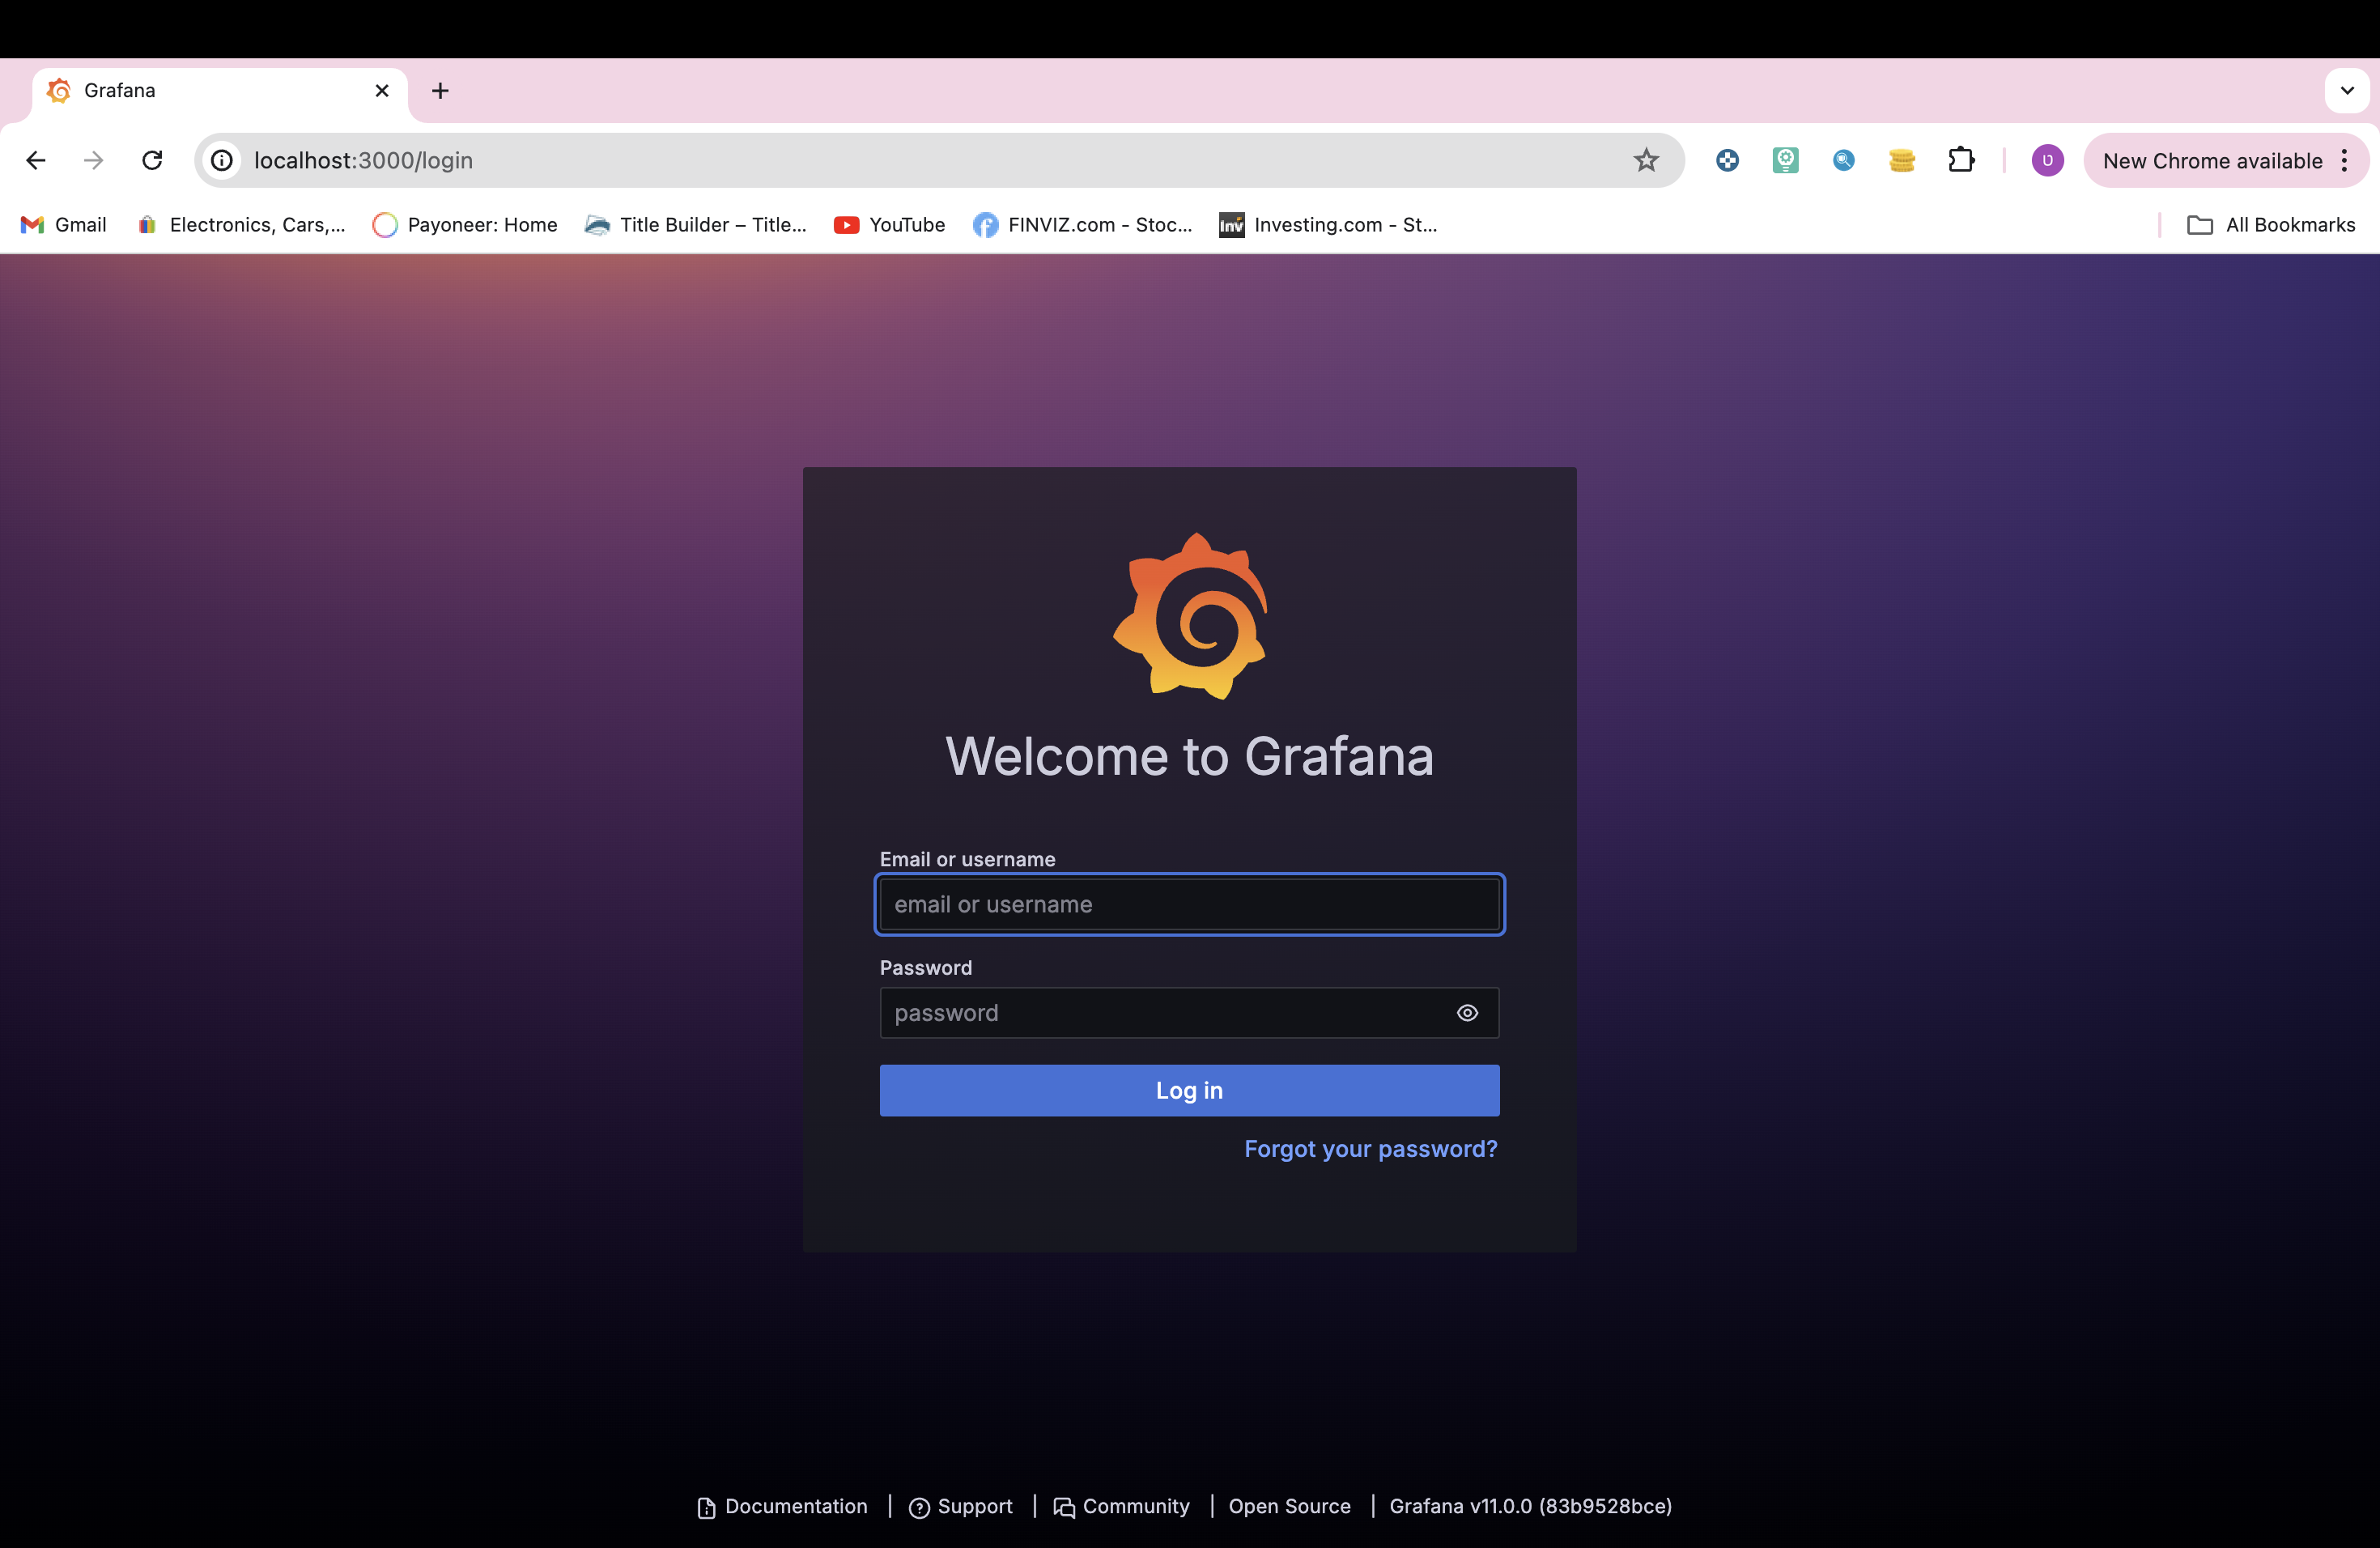 Grafana
localhost:3000/login
New Chrome available
Gmail
Electronics, Cars,...
Payoneer: Home
Title Builder – Title...
YouTube
FINVIZ.com - Stoc...
Investing.com - St...
All Bookmarks
Welcome to Grafana
Email or username
email or username
Password
password
Log in
Forgot your password?
Documentation | Support | Community | Open Source | Grafana v11.0.0 (83b9528bce)